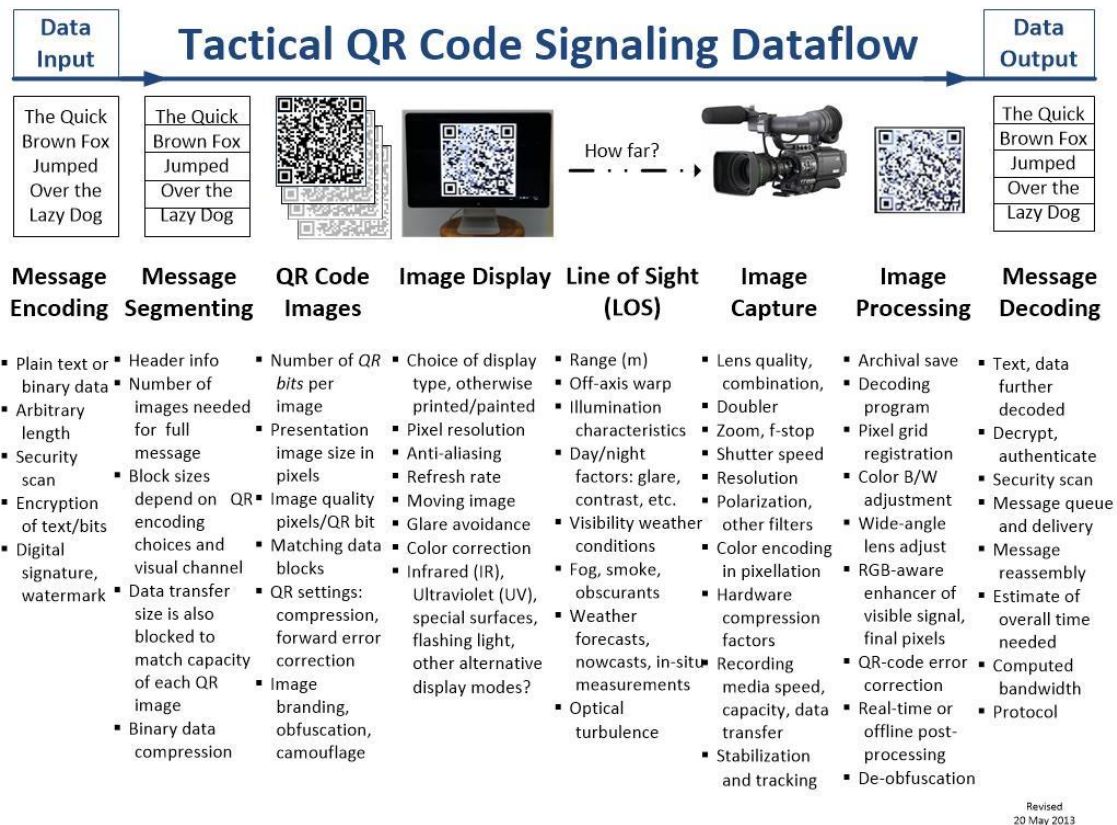 Data
Input
Tactical QR Code Signaling Dataflow
Data
Output
The Quick
Brown Fox
Jumped
Over the
Lazy Dog
The Quick
Brown Fox
Jumped
Over the
Lazy Dog
How far?
The Quick
Brown Fox
Jumped
Over the
Lazy Dog
Message
Encoding
▪ Plain text or
binary data
▪ Arbitrary
length
▪ Security
scan
▪ Encryption
of text/bits
▪ Digital
signature,
watermark
Message
Segmenting
▪ Header info
▪ Number of
images needed
for full
message
▪ Block sizes
depend on QR
encoding
choices and
visual channel
▪ Data transfer
size is also
blocked to
match capacity
of each QR
image
▪ Binary data
compression
QR Code
Images
▪ Number of QR
bits per
image
▪ Presentation
image size in
pixels
▪ Image quality
pixels/QR bit
▪ Matching data
blocks
▪ QR settings:
compression,
forward error
correction
▪ Image
branding,
obfuscation,
camouflage
Image Display
▪ Choice of display
type, otherwise
printed/painted
▪ Pixel resolution
▪ Anti-aliasing
▪ Refresh rate
▪ Moving image
▪ Glare avoidance
▪ Color correction
▪ Infrared (IR),
Ultraviolet (UV),
special surfaces,
flashing light,
other alternative
display modes?
Line of Sight
(LOS)
▪ Range (m)
▪ Off-axis warp
▪ Illumination
characteristics
▪ Day/night
factors: glare,
contrast, etc.
▪ Visibility weather
conditions
▪ Fog, smoke,
obscurants
▪ Weather
forecasts,
nowcasts, in-situ
measurements
▪ Optical
turbulence
Image
Capture
▪ Lens quality,
combination,
▪ Doubler
▪ Zoom, f-stop
▪ Shutter speed
▪ Resolution
▪ Polarization,
other filters
▪ Color encoding
in pixellation
▪ Hardware
compression
factors
▪ Recording
media speed,
capacity, data
transfer
▪ Stabilization
and tracking
Image
Processing
▪ Archival save
▪ Decoding
program
▪ Pixel grid
registration
▪ Color B/W
adjustment
▪ Wide-angle
lens adjust
▪ RGB-aware
enhancer of
visible signal,
final pixels
▪ QR-code error
correction
▪ Real-time or
offline post-
processing
▪ De-obfuscation
Message
Decoding
▪ Text, data
further
decoded
▪ Decrypt,
authenticate
▪ Security scan
▪ Message queue
and delivery
▪ Message
reassembly
▪ Estimate of
overall time
needed
▪ Computed
bandwidth
▪ Protocol
Revised
20 May 2013